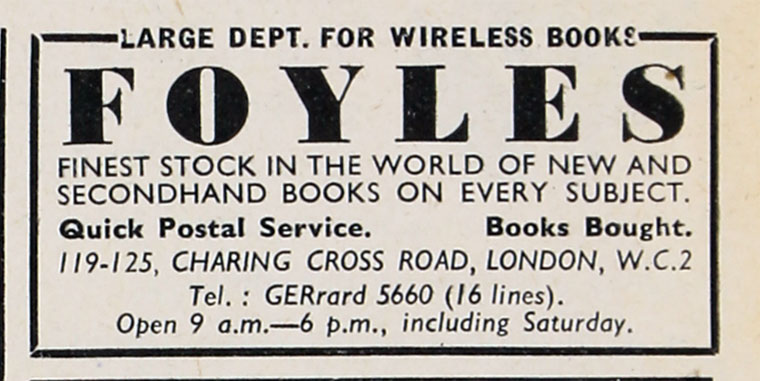 LARGE DEPT. FOR WIRELESS BOOKS
FOYLES
FINEST STOCK IN THE WORLD OF NEW AND
SECONDHAND BOOKS ON EVERY SUBJECT.
Quick Postal Service. Books Bought.
119-125, CHARING CROSS ROAD, LONDON, W.C.2
Tel. : GERrard 5660 (16 lines).
Open 9 a.m.—6 p.m., including Saturday.